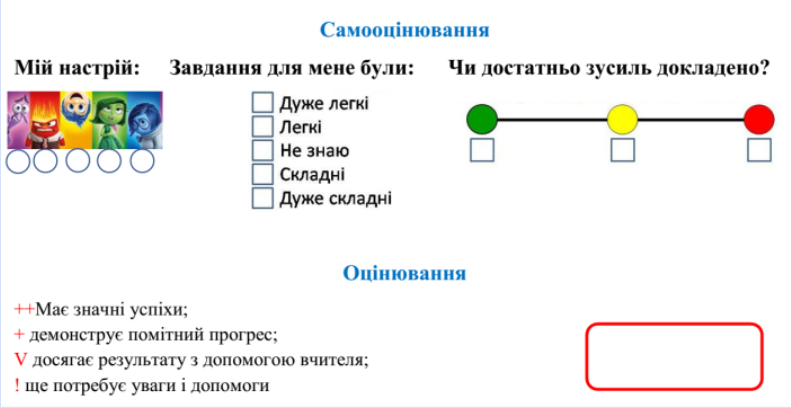 Самооцінювання
Мій настрій: Завдання для мене були: Чи достатньо зусиль докладено?
Дуже легкі
Легкі
Не знаю
Складні
Дуже складні
Оцінювання
++Має значні успіхи;
+ демонструє помітний прогрес;
V досягає результату з допомогою вчителя;
! ще потребує уваги і допомоги